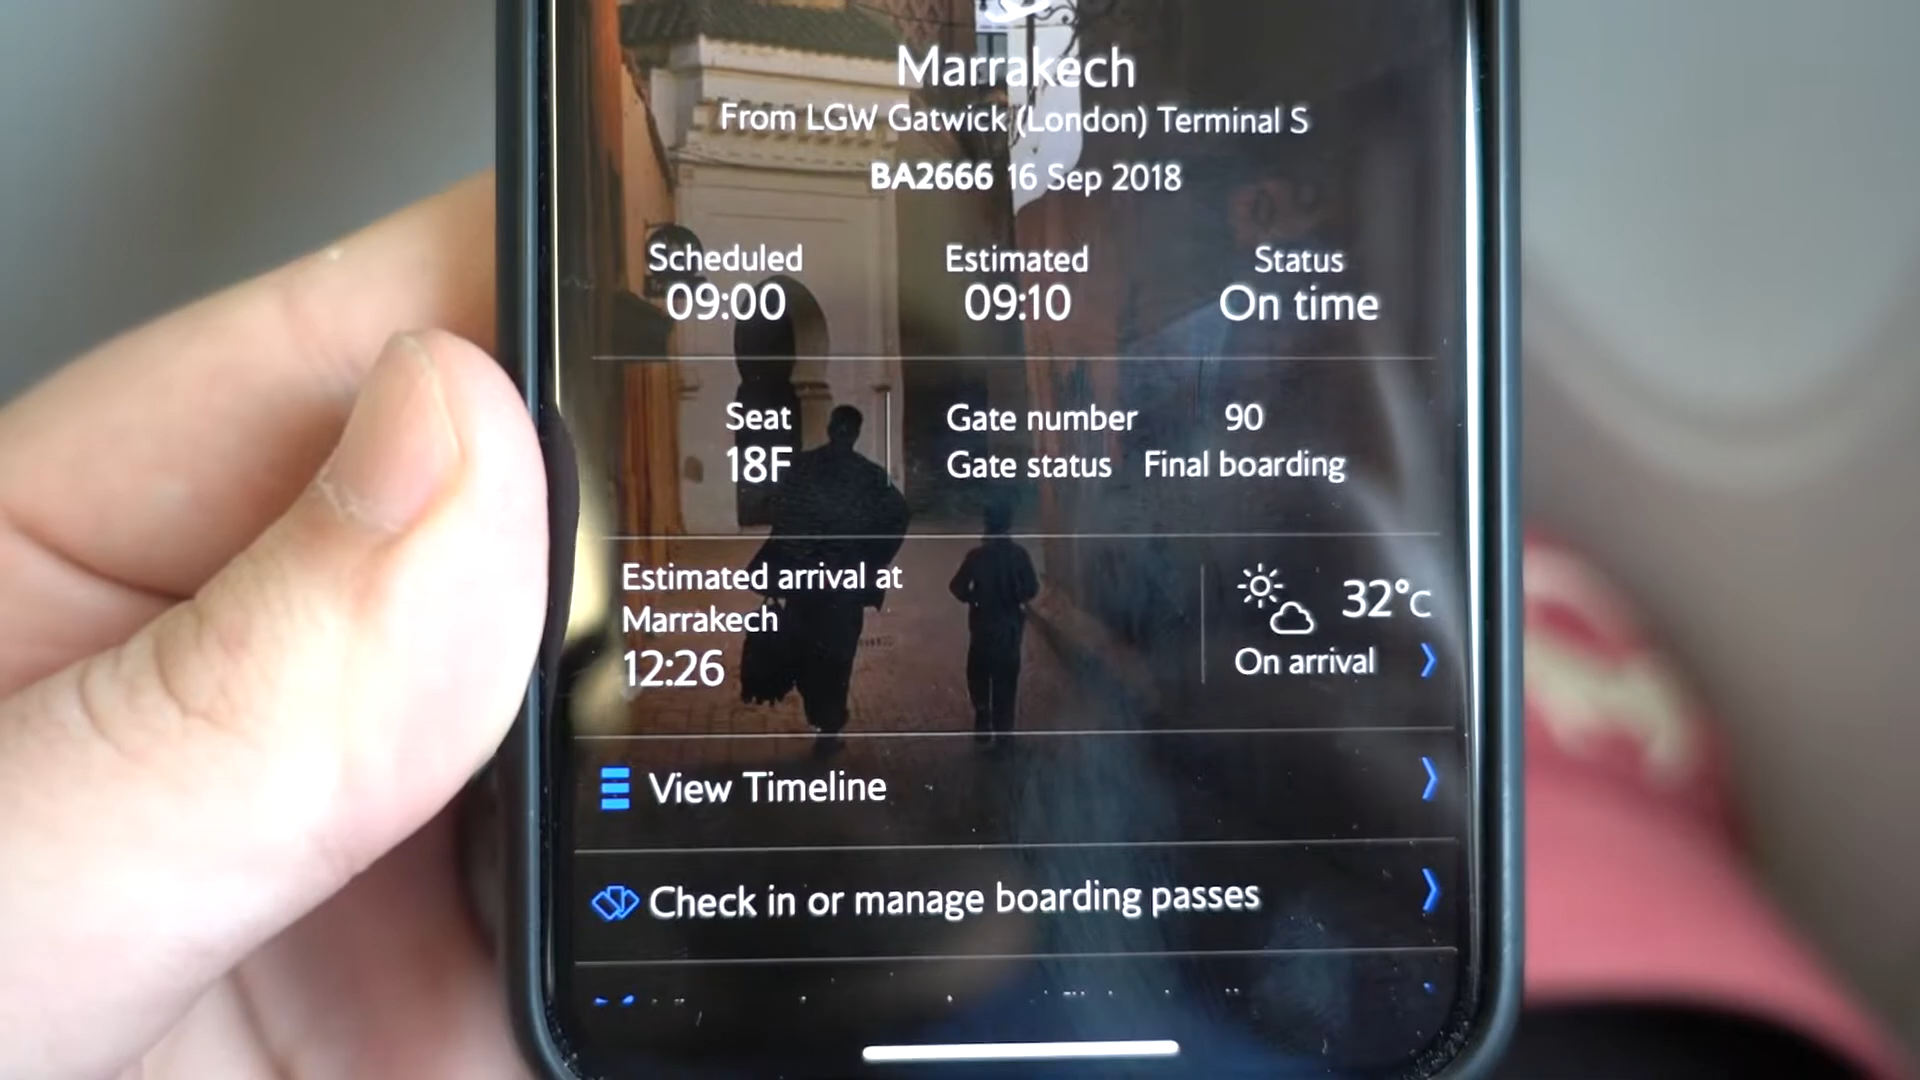 Marrakech
From LGW Gatwick (London) Terminal S
BA2666 16 Sep 2018
Scheduled Estimated Status
09:00 09:10 On time
Seat Gate number 90
18F Gate status Final boarding
Estimated arrival at
Marrakech
12:26
32°C
On arrival
View Timeline
Check in or manage boarding passes